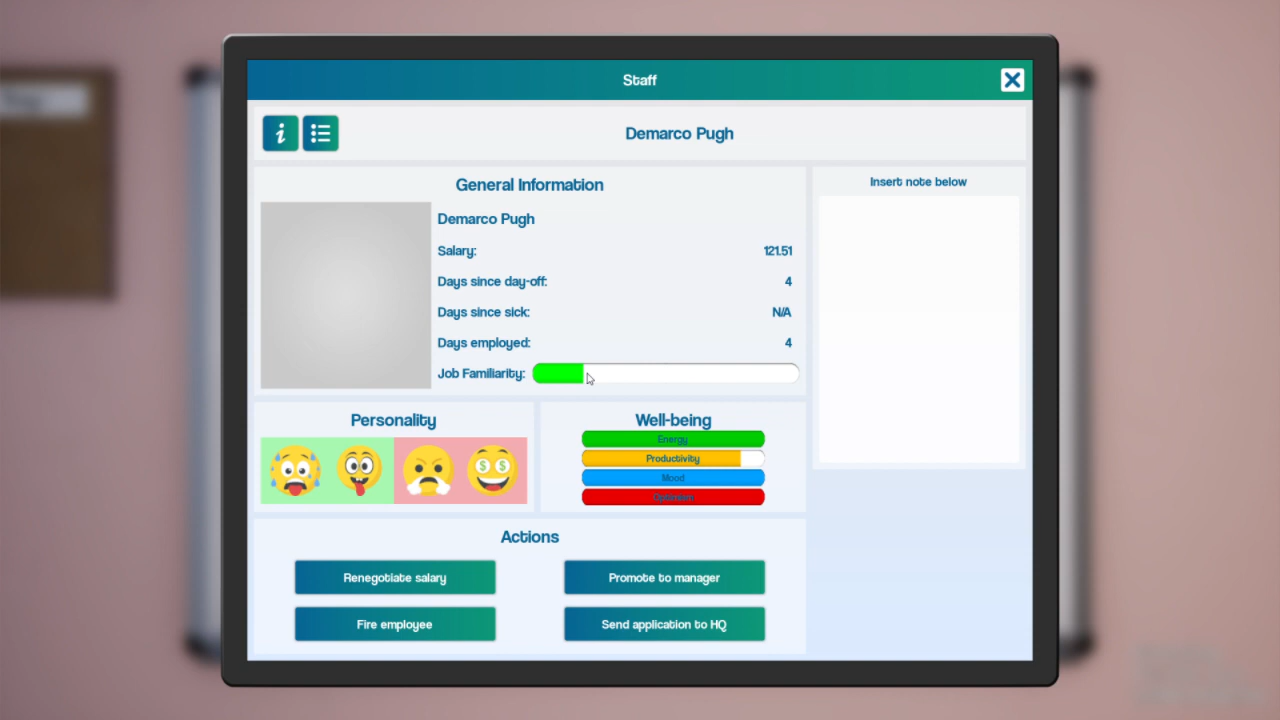 Staff
i
Demarco Pugh
General Information
Insert note below
Demarco Pugh
Salary: 121.51
Days since day-off: 4
Days since sick: N/A
Days employed: 4
Job Familiarity:
Personality
Well-being
Energy
Productivity
Mood
Optimism
$ $
Actions
Renegotiate salary
Promote to manager
Fire employee
Send application to HQ